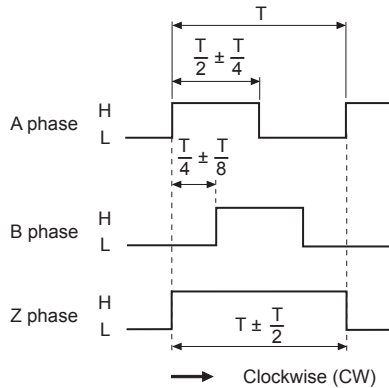 T
T/2 ± T/4
A phase
H
L
T/4 ± T/8
B phase
H
L
Z phase
H
L
T ± T/2
Clockwise (CW)